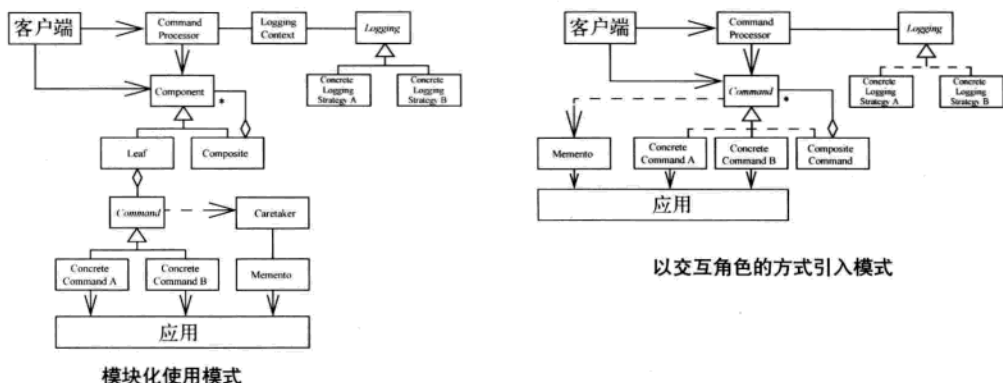 客户端
Command
Processor
Logging
Context
Logging
Component
*
Concrete
Logging
Strategy A
Concrete
Logging
Strategy B
Leaf
Composite
Command
Caretaker
Concrete
Command A
Concrete
Command B
Memento
应用
模块化使用模式
客户端
Command
Processor
Logging
Command
*
Concrete
Logging
Strategy A
Concrete
Logging
Strategy B
Memento
Concrete
Command A
Concrete
Command B
Composite
Command
应用
以交互角色的方式引入模式